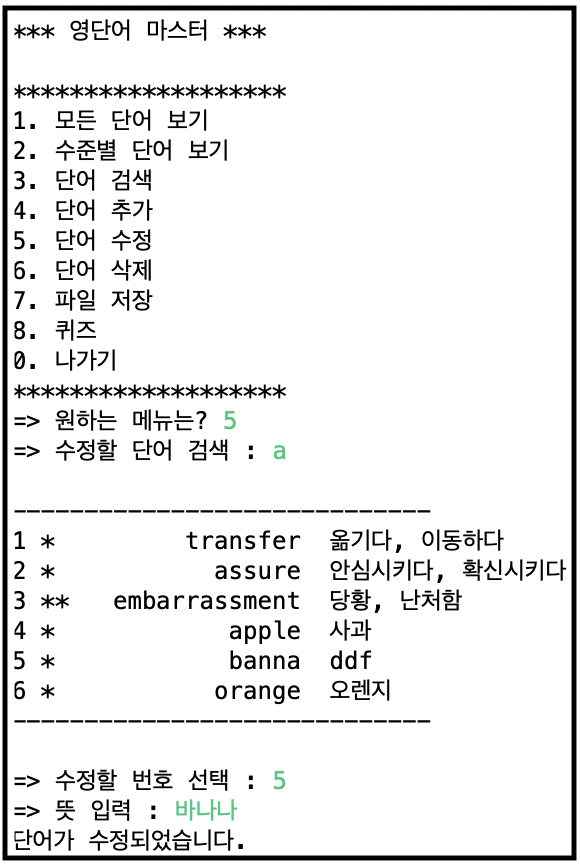 *** 영단어 마스터 ***
*******************
1. 모든 단어 보기
2. 수준별 단어 보기
3. 단어 검색
4. 단어 추가
5. 단어 수정
6. 단어 삭제
7. 파일 저장
8. 퀴즈
0. 나가기
*******************
=> 원하는 메뉴는? 5
=> 수정할 단어 검색 : a
-----------------------------
1 * transfer 옮기다, 이동하다
2 * assure 안심시키다, 확신시키다
3 ** embarrassment 당황, 난처함
4 * apple 사과
5 * banna ddf
6 * orange 오렌지
-----------------------------
=> 수정할 번호 선택 : 5
=> 뜻 입력 : 바나나
단어가 수정되었습니다.